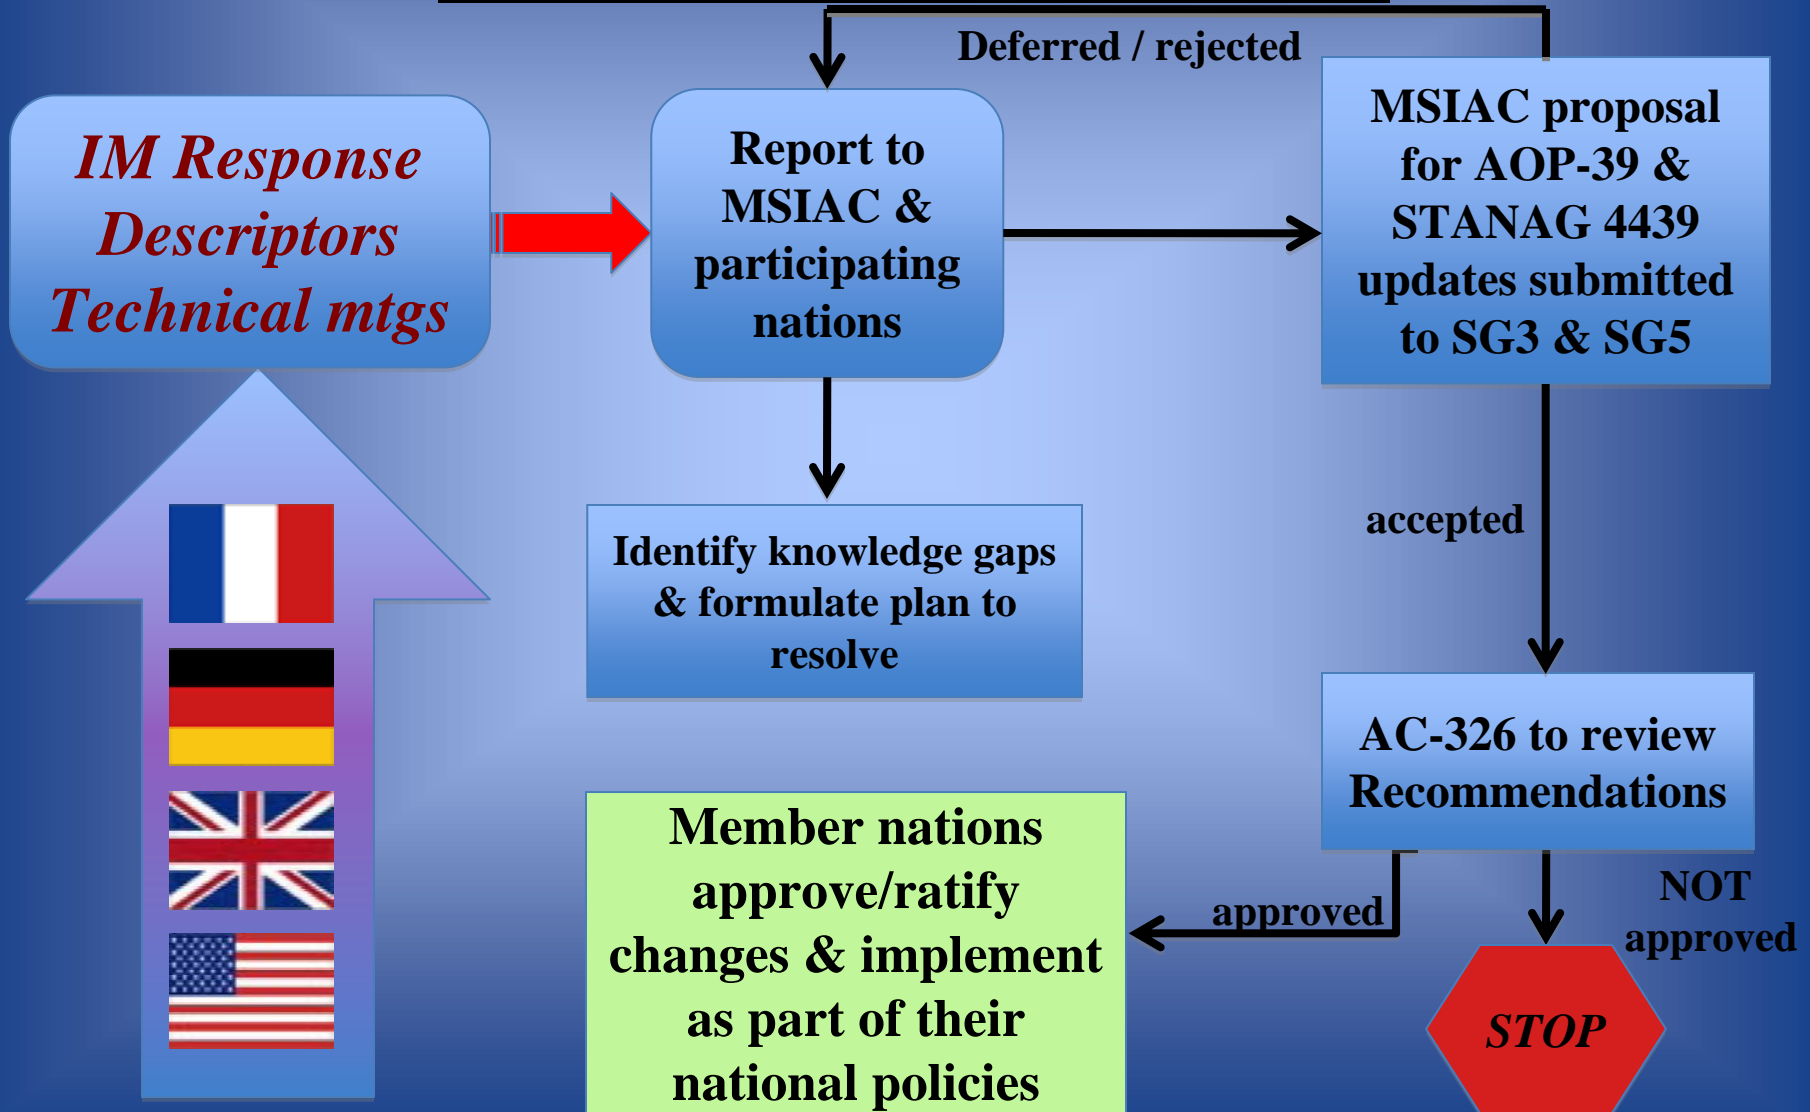 Deferred / rejected
IM Response
Descriptors
Technical mtgs
Report to
MSIAC &
participating
nations
MSIAC proposal
for AOP-39 &
STANAG 4439
updates submitted
to SG3 & SG5
accepted
Identify knowledge gaps
& formulate plan to
resolve
AC-326 to review
Recommendations
approved
NOT
approved
Member nations
approve/ratify
changes & implement
as part of their
national policies
STOP